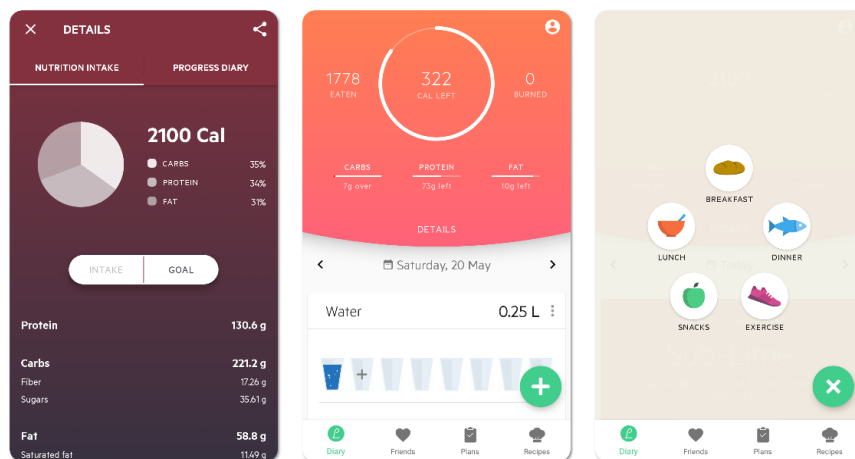 DETAILS
NUTRITION INTAKE PROGRESS DIARY
2100 Cal
CARBS 35%
PROTEIN 34%
FAT 31%
INTAKE GOAL
Protein 130.6 g
Carbs 221.2 g
Fiber 17.26 g
Sugars 35.61 g
Fat 58.8 g
Saturated fat 11.49 g
1778 322 0
EATEN CAL LEFT BURNED
CARBS PROTEIN FAT
7g over 73g left 10g left
DETAILS
Saturday, 20 May
Water 0.25 L
Diary Friends Plans Recipes
BREAKFAST
LUNCH DINNER
SNACKS EXERCISE
Diary Friends Plans Recipes